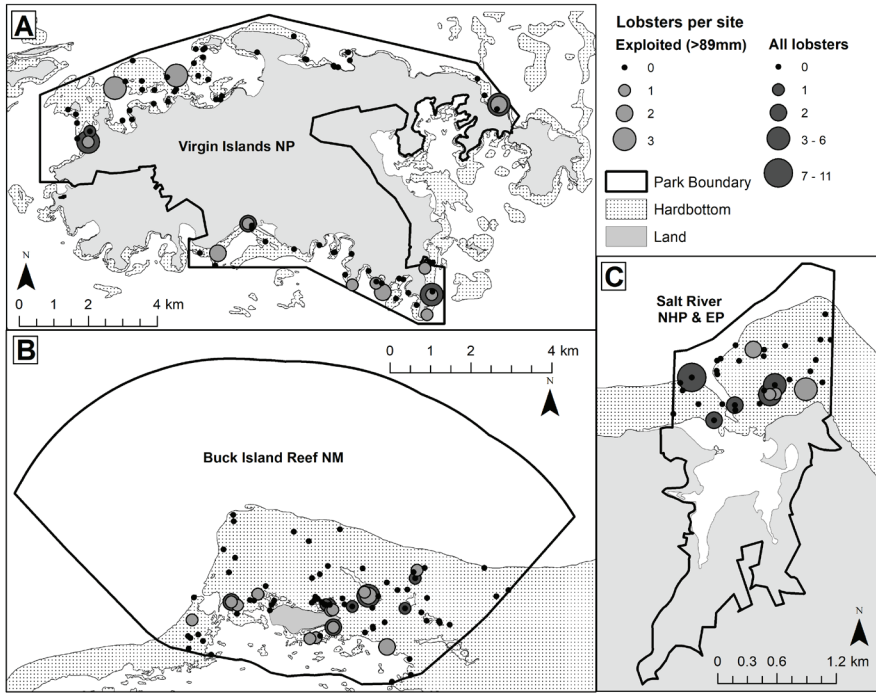 A
Virgin Islands NP
N
0 2 4 km
Lobsters per site
Exploited (>89mm)
0
1
2
3
All lobsters
0
1
2
3 - 6
7 - 11
Park Boundary
Hardbottom
Land
B
0 2 4 km
N
Buck Island Reef NM
C
Salt River
NHP & EP
N
0 0.3 0.6 1.2 km